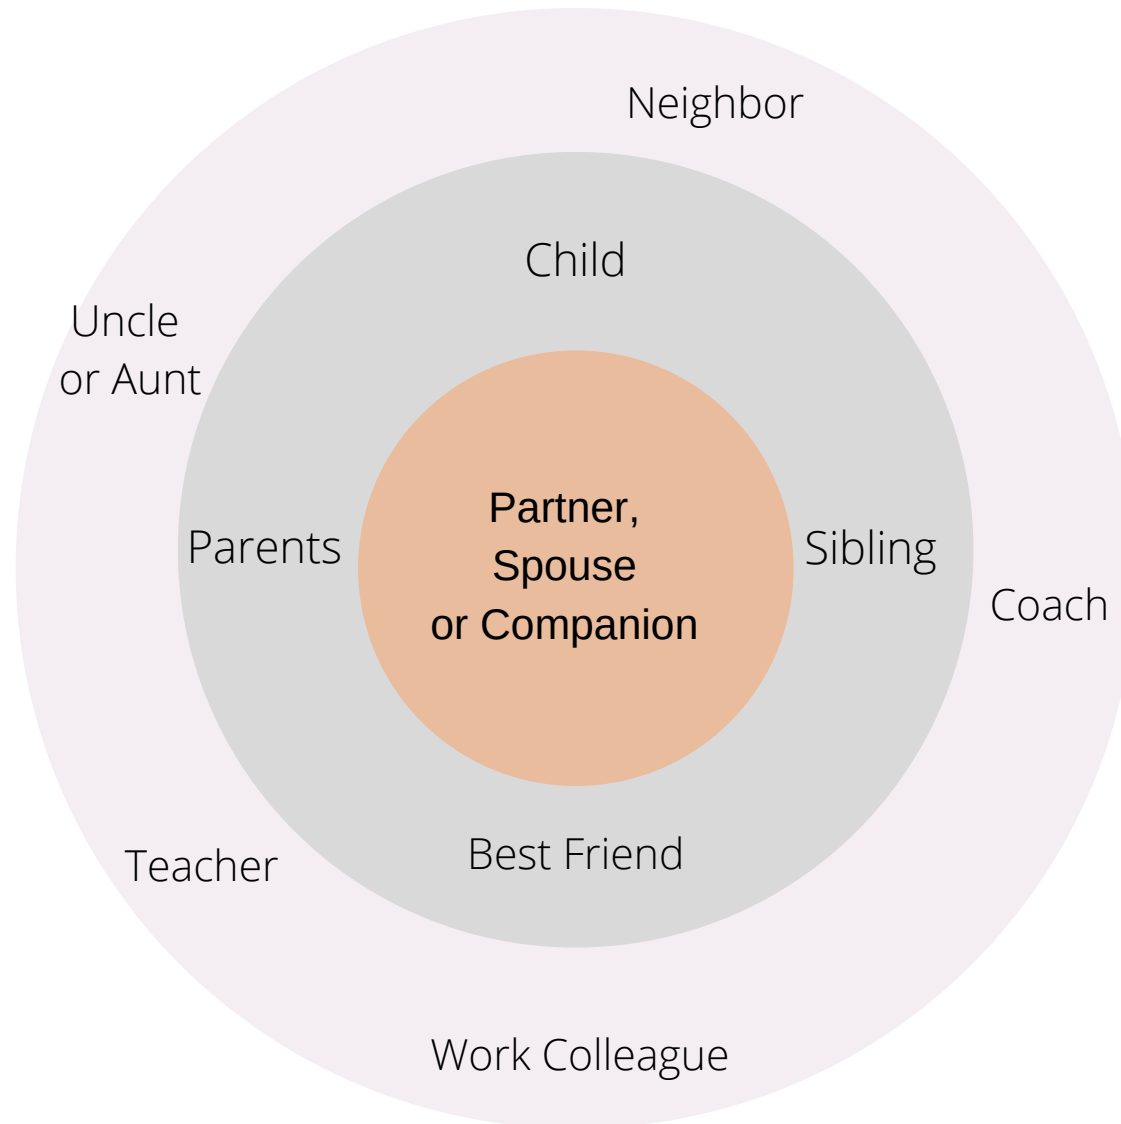 Neighbor
Child
Uncle
or Aunt
Partner,
Spouse
or Companion
Parents
Sibling
Coach
Best Friend
Teacher
Work Colleague